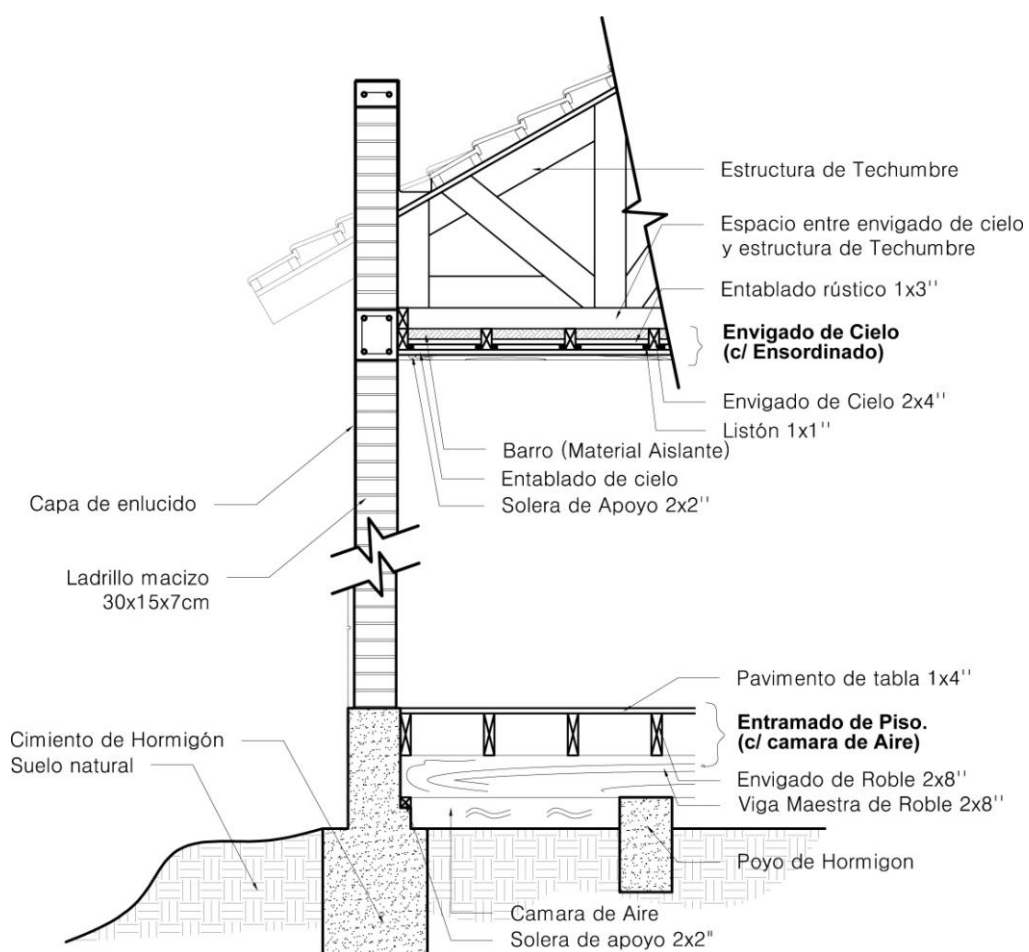 Estructura de Techumbre
Espacio entre envigado de cielo
y estructura de Techumbre
Entablado rústico 1x3''
Envigado de Cielo
(c/ Ensordinado)
Envigado de Cielo 2x4''
Listón 1x1''
Barro (Material Aislante)
Entablado de cielo
Solera de Apoyo 2x2''
Capa de enlucido
Ladrillo macizo
30x15x7cm
Pavimento de tabla 1x4''
Entramado de Piso.
(c/ camara de Aire)
Cimiento de Hormigón
Suelo natural
Envigado de Roble 2x8''
Viga Maestra de Roble 2x8''
Poyo de Hormigon
Camara de Aire
Solera de apoyo 2x2"